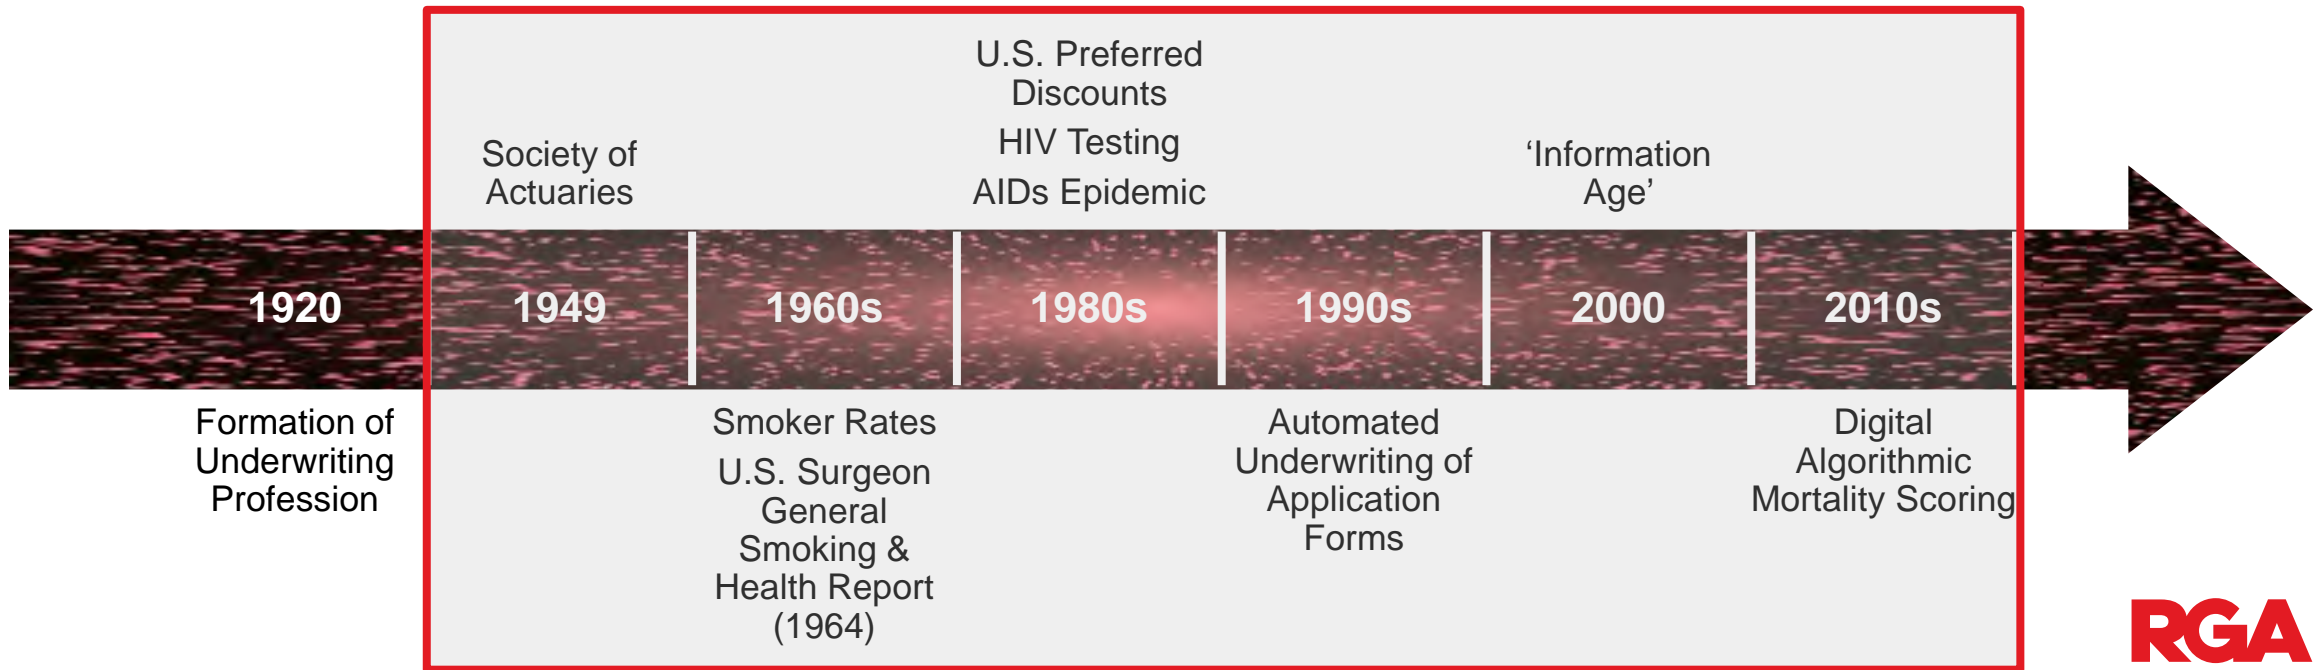 U.S. Preferred
Discounts
HIV Testing
AIDs Epidemic
Society of
Actuaries
‘Information
Age’
1920
1949
1960s
1980s
1990s
2000
2010s
Formation of
Underwriting
Profession
Smoker Rates
U.S. Surgeon
General
Smoking &
Health Report
(1964)
Automated
Underwriting of
Application
Forms
Digital
Algorithmic
Mortality Scoring
RGA